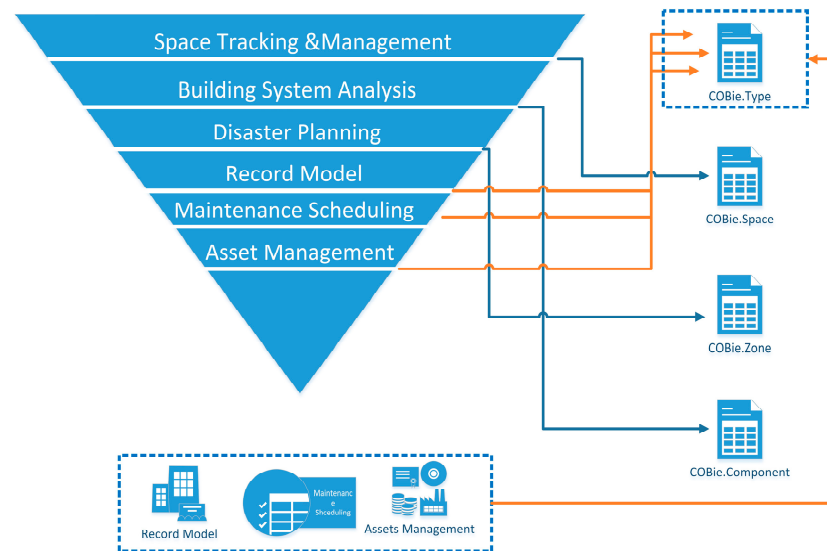 Space Tracking &Management
Building System Analysis
Disaster Planning
Record Model
Maintenance Scheduling
Asset Management
COBie.Type
COBie.Space
COBie.Zone
COBie.Component
Record Model
Maintenanc
e
Shceduling
Assets Management